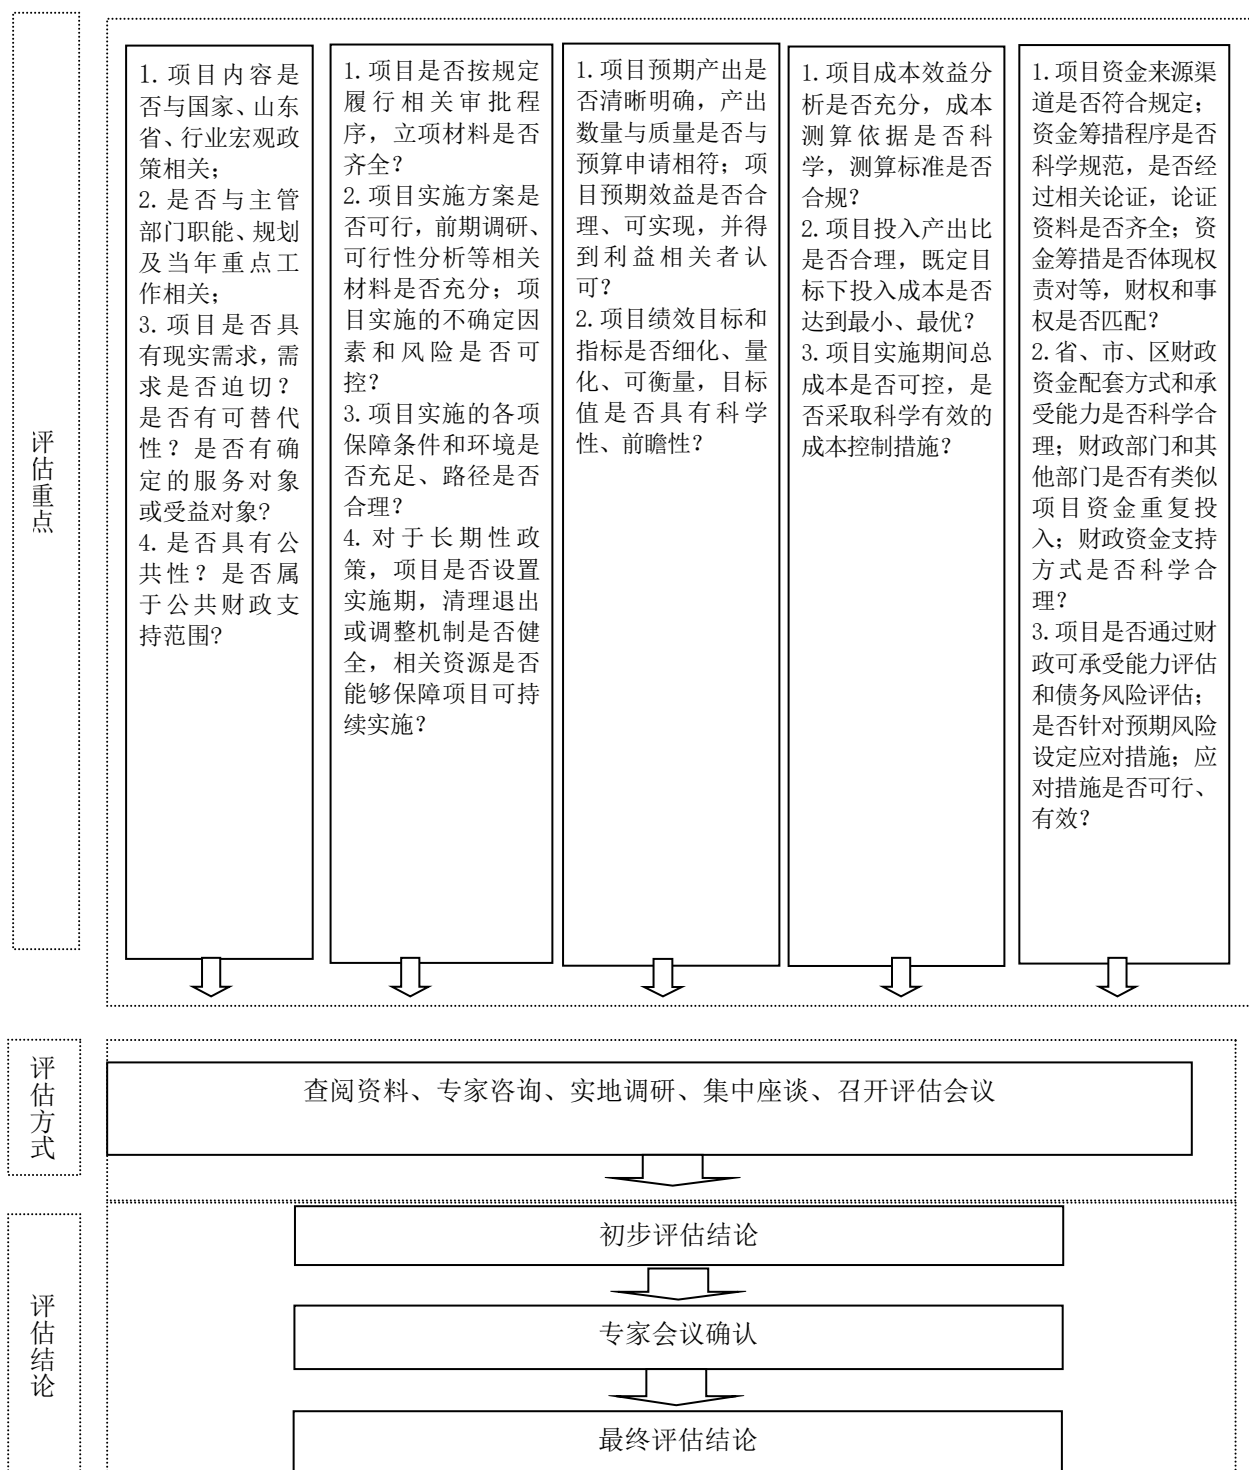 评估重点
1.项目内容是
否与国家、山东
省、行业宏观政
策相关;
2.是否与主管
部门职能、规划
及当年重点工
作相关;
3.项目是否具
有现实需求,需
求是否迫切?
是否有可替代
性?是否有确
定的服务对象
或受益对象?
4.是否具有公
共性?是否属
于公共财政支
持范围?
1.项目是否按规定
履行相关审批程
序,立项材料是否
齐全?
2.项目实施方案是
否可行,前期调研、
可行性分析等相关
材料是否充分;项
目实施的不确定因
素和风险是否可
控?
3.项目实施的各项
保障条件和环境是
否充足、路径是否
合理?
4.对于长期性政
策,项目是否设置
实施期,清理退出
或调整机制是否健
全,相关资源是否
能够保障项目可持
续实施?
1.项目预期产出是
否清晰明确,产出
数量与质量是否与
预算申请相符;项
目预期效益是否合
理、可实现,并得
到利益相关者认
可?
2.项目绩效目标和
指标是否细化、量
化、可衡量,目标
值是否具有科学
性、前瞻性?
1.项目成本效益分
析是否充分,成本
测算依据是否科
学,测算标准是否
合规?
2.项目投入产出比
是否合理,既定目
标下投入成本是否
达到最小、最优?
3.项目实施期间总
成本是否可控,是
否采取科学有效的
成本控制措施?
1.项目资金来源渠
道是否符合规定;
资金筹措程序是否
科学规范,是否经
过相关论证,论证
资料是否齐全;资
金筹措是否体现权
责对等,财权和事
权是否匹配?
2.省、市、区财政
资金配套方式和承
受能力是否科学合
理;财政部门和其
他部门是否有类似
项目资金重复投
入;财政资金支持
方式是否科学合
理?
3.项目是否通过财
政可承受能力评估
和债务风险评估;
是否针对预期风险
设定应对措施;应
对措施是否可行、
有效?
评估方式
查阅资料、专家咨询、实地调研、集中座谈、召开评估会议
评估结论
初步评估结论
专家会议确认
最终评估结论